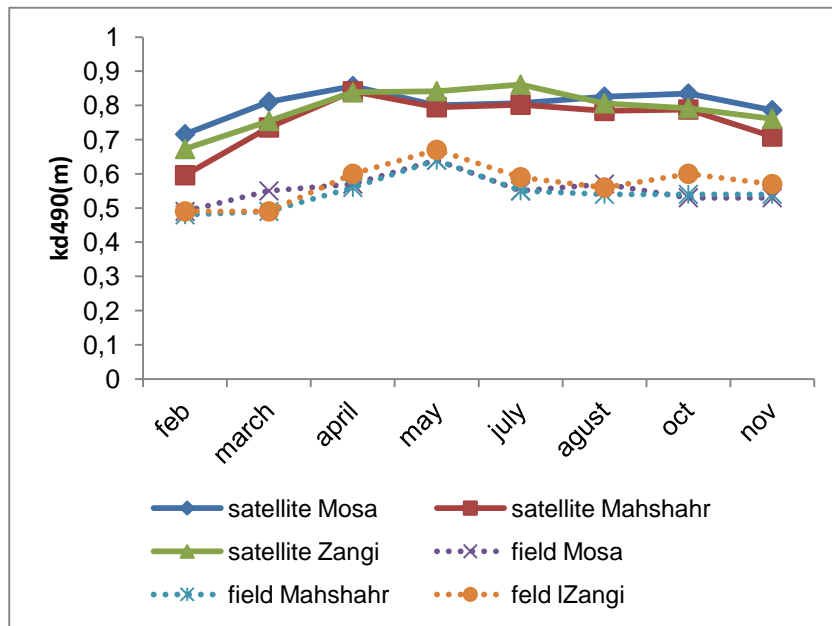 kd490(m)
1
0,9
0,8
0,7
0,6
0,5
0,4
0,3
0,2
0,1
0
feb march april may july agust oct nov
satellite Mosa satellite Mahshahr
satellite Zangi field Mosa
field Mahshahr feld lZangi